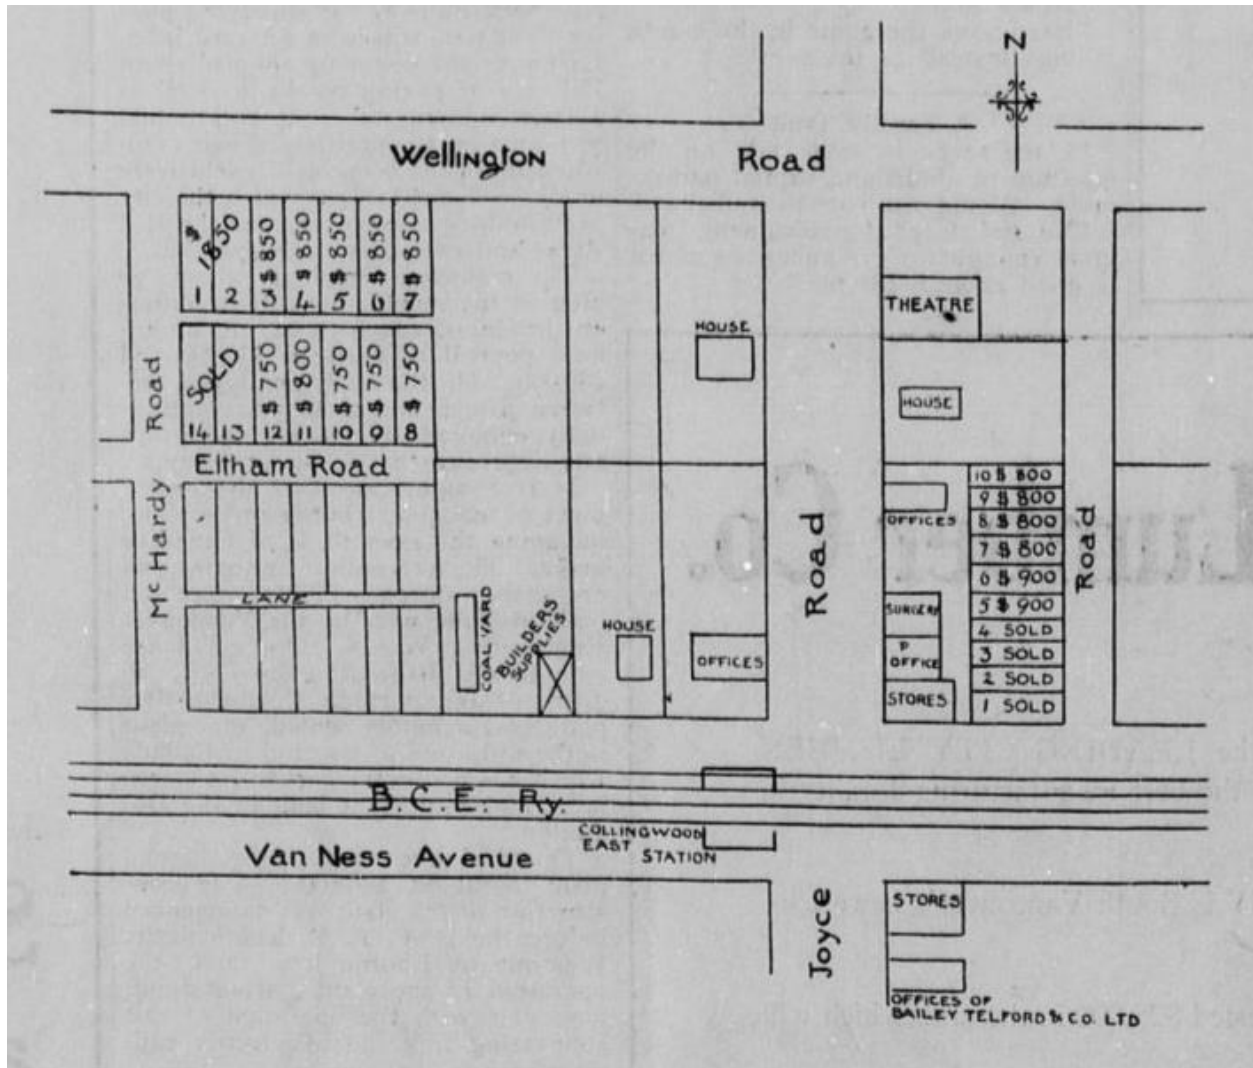 N
Wellington Road
$ 1850
1 2
3 $ 850
4 $ 850
5 $ 850
6 $ 850
7 $ 850
SOLD
14 13
12 $ 750
11 $ 800
10 $ 750
9 $ 750
8 $ 750
Eltham Road
Mc Hardy Road
LANE
COAL YARD
BUILDERS'
SUPPLIES
HOUSE
HOUSE
OFFICES
Joyce Road
THEATRE
HOUSE
OFFICES
SURGERY
P
OFFICE
STORES
10 $ 800
9 $ 800
8 $ 800
7 $ 800
6 $ 900
5 $ 900
4 SOLD
3 SOLD
2 SOLD
1 SOLD
Road
B.C.E. Ry.
COLLINGWOOD
EAST STATION
Van Ness Avenue
STORES
OFFICES OF
BAILEY TELFORD & CO. LTD